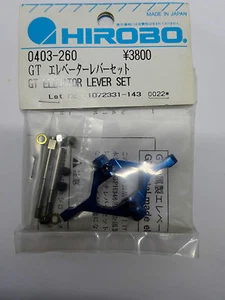 MADE IN JAPAN
HIROBO
0403-260 ¥3800
GT エレベーターレバーセット
GT ELEVATOR LEVER SET
Lot No. 1072331-143 0022*